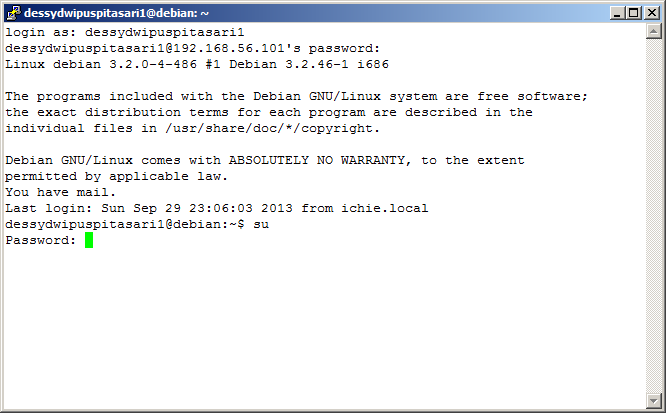 dessydwipuspitasari1@debian: ~
login as: dessydwipuspitasari1
dessydwipuspitasari1@192.168.56.101's password:
Linux debian 3.2.0-4-486 #1 Debian 3.2.46-1 i686
The programs included with the Debian GNU/Linux system are free software;
the exact distribution terms for each program are described in the
individual files in /usr/share/doc/*/copyright.
Debian GNU/Linux comes with ABSOLUTELY NO WARRANTY, to the extent
permitted by applicable law.
You have mail.
Last login: Sun Sep 29 23:06:03 2013 from ichie.local
dessydwipuspitasari1@debian:~$ su
Password: